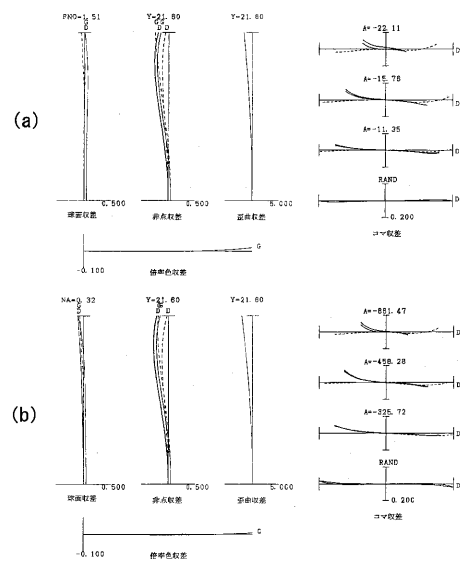 (a)
FNO=1.51
G
D
0.500
球面収差
Y=21.60
G G
D D
0.500
非点収差
Y=21.60
5.000
歪曲収差
-0.100
G
倍率色収差
A=-22.11
D
A=-15.76
D
A=-11.35
D
RAND
D
0.200
コマ収差
(b)
NA=0.32
0.500
球面収差
Y=21.60
D D
0.500
非点収差
Y=21.60
5.000
歪曲収差
-0.100
G
倍率色収差
A=-681.47
D
A=-458.28
D
A=-325.72
D
RAND
D
0.200
コマ収差